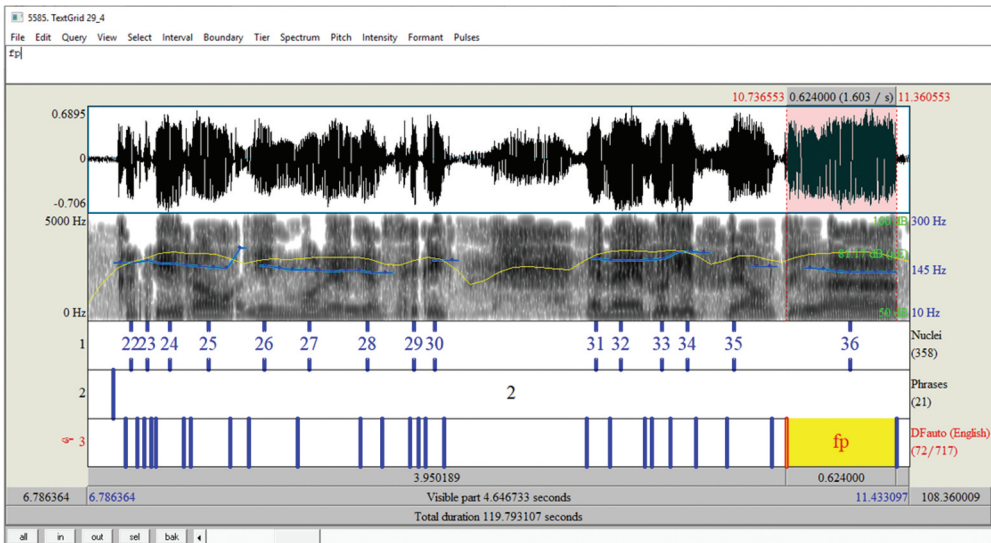 5585. TextGrid 29_4
File Edit Query View Select Interval Boundary Tier Spectrum Pitch Intensity Formant Pulses
fp
10.736553 0.624000 (1.603 / s) 11.360553
0.6895
0
-0.706
5000 Hz 100 dB 300 Hz
145 Hz
0 Hz 50 dB 10 Hz
1 22 23 24 25 26 27 28 29 30 31 32 33 34 35 36 Nuclei
(358)
2 2 Phrases
(21)
3 fp DFauto (English)
(72/717)
3.950189 0.624000
6.786364 6.786364 Visible part 4.646733 seconds 11.433097 108.360009
Total duration 119.793107 seconds
all in out sel bak